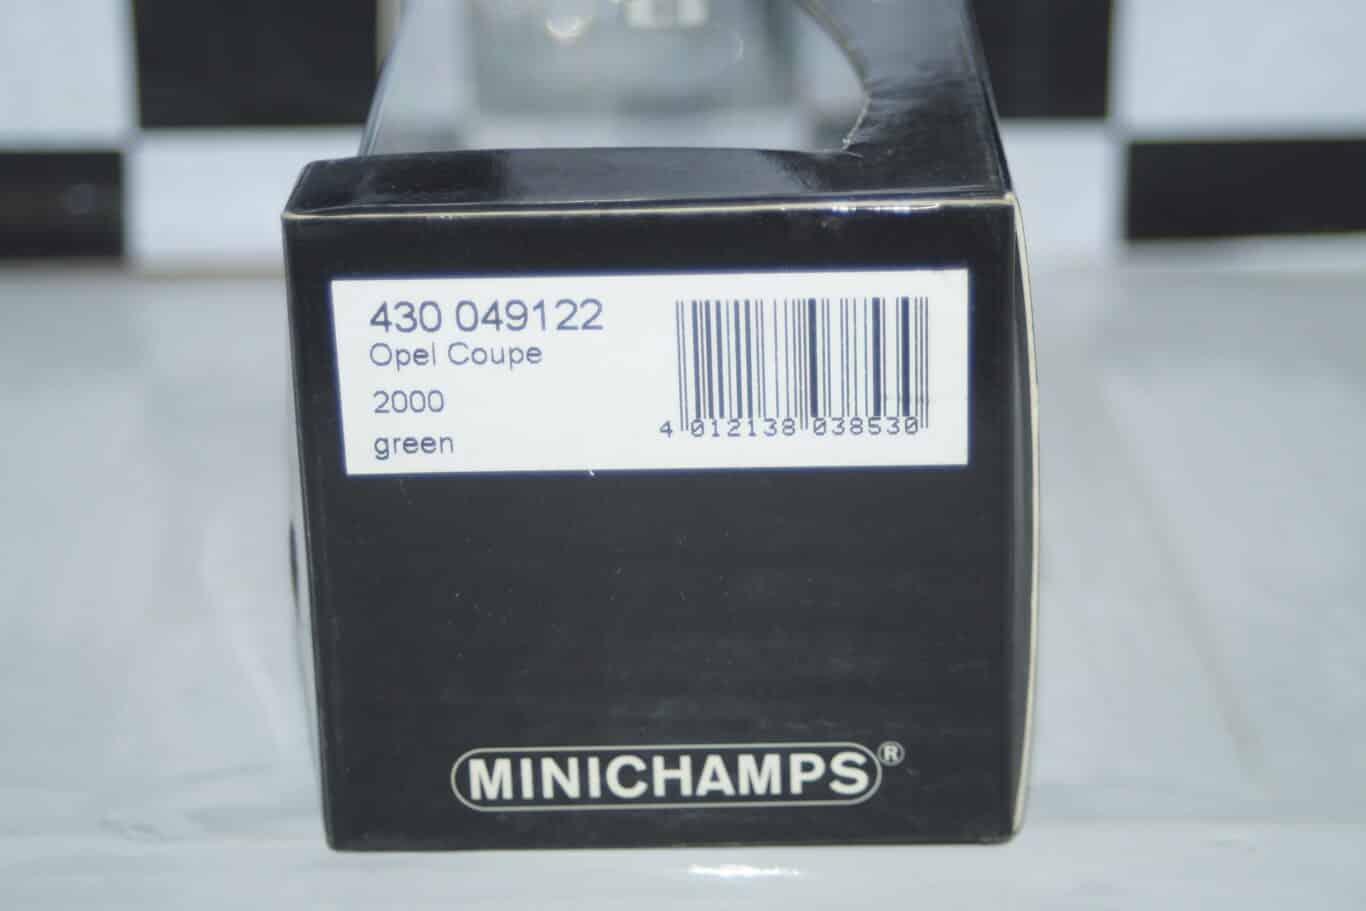 430 049122
Opel Coupe
2000
green
4 012138 038530
MINICHAMPS®